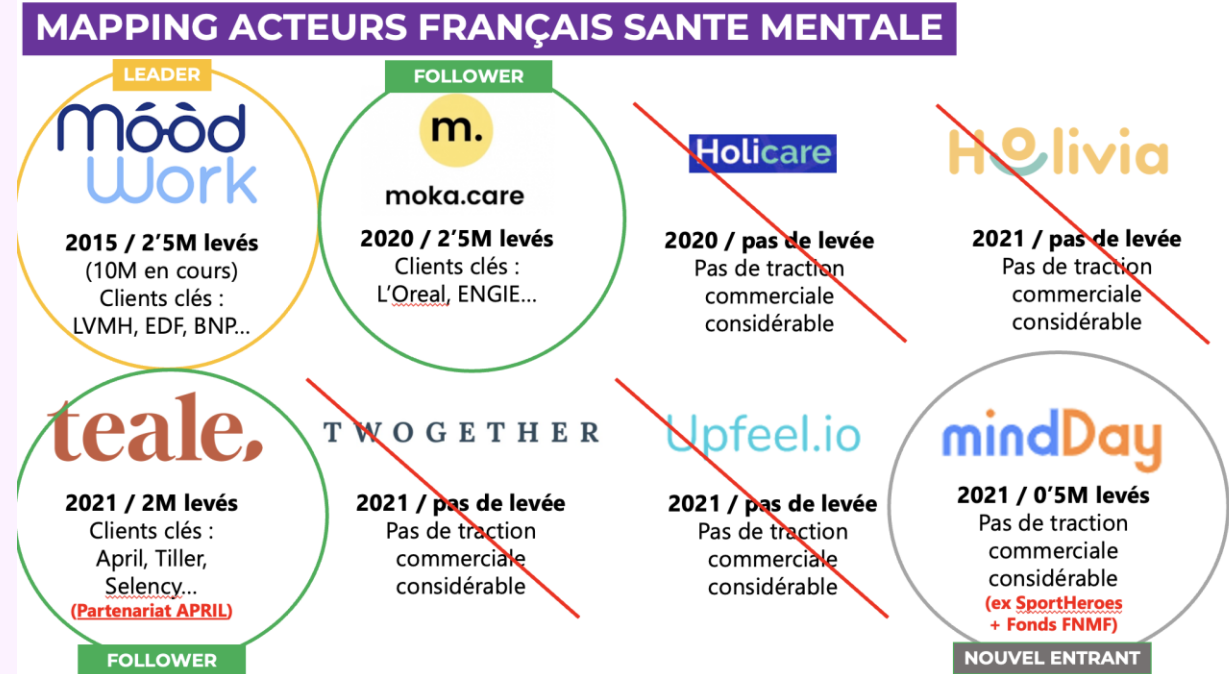 MAPPING ACTEURS FRANÇAIS SANTE MENTALE
LEADER
móòd
Work
2015 / 2’5M levés
(10M en cours)
Clients clés :
LVMH, EDF, BNP...
FOLLOWER
m.
moka.care
2020 / 2’5M levés
Clients clés :
L’Oreal, ENGIE...
Holicare
2020 / pas de levée
Pas de traction
commerciale
considérable
Holivia
2021 / pas de levée
Pas de traction
commerciale
considérable
teale,
2021 / 2M levés
Clients clés :
April, Tiller,
Selency...
(Partenariat APRIL)
FOLLOWER
TWOGETHER
2021 / pas de levée
Pas de traction
commerciale
considérable
Upfeel.io
2021 / pas de levée
Pas de traction
commerciale
considérable
mindDay
2021 / 0’5M levés
Pas de traction
commerciale
considérable
(ex SportHeroes
+ Fonds FNMF)
NOUVEL ENTRANT